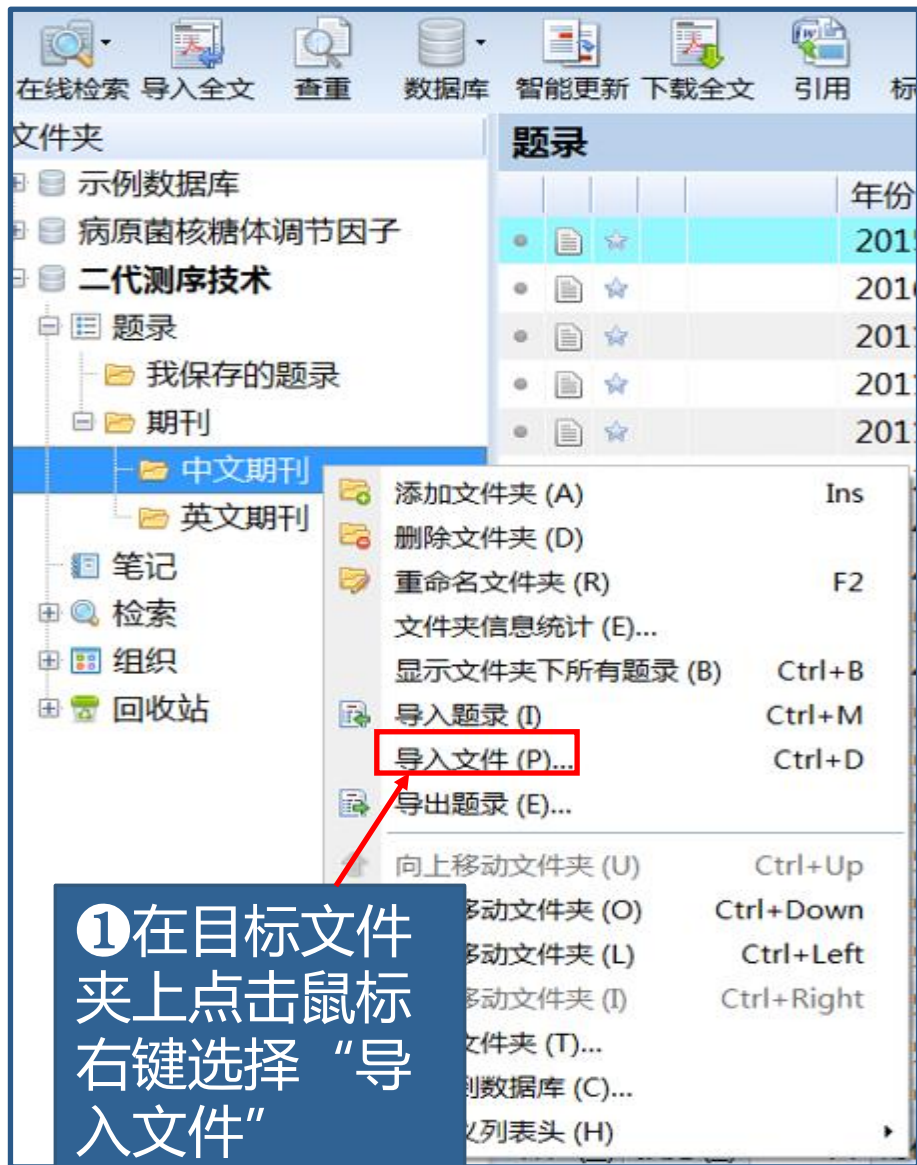 在线检索 导入全文 查重 数据库 智能更新 下载全文 引用
文件夹
题录
示例数据库
年份
病原菌核糖体调节因子
二代测序技术
题录
我保存的题录
期刊
中文期刊
英文期刊
笔记
检索
组织
回收站
添加文件夹 (A) Ins
删除文件夹 (D)
重命名文件夹 (R) F2
文件夹信息统计 (E)...
显示文件夹下所有题录 (B) Ctrl+B
导入题录 (I) Ctrl+M
导入文件 (P)... Ctrl+D
导出题录 (E)...
向上移动文件夹 (U) Ctrl+Up
移动文件夹 (O) Ctrl+Down
移动文件夹 (L) Ctrl+Left
移动文件夹 (I) Ctrl+Right
文件夹 (T)...
到数据库 (C)...
列表头 (H)
❶在目标文件
夹上点击鼠标
右键选择“导
入文件”